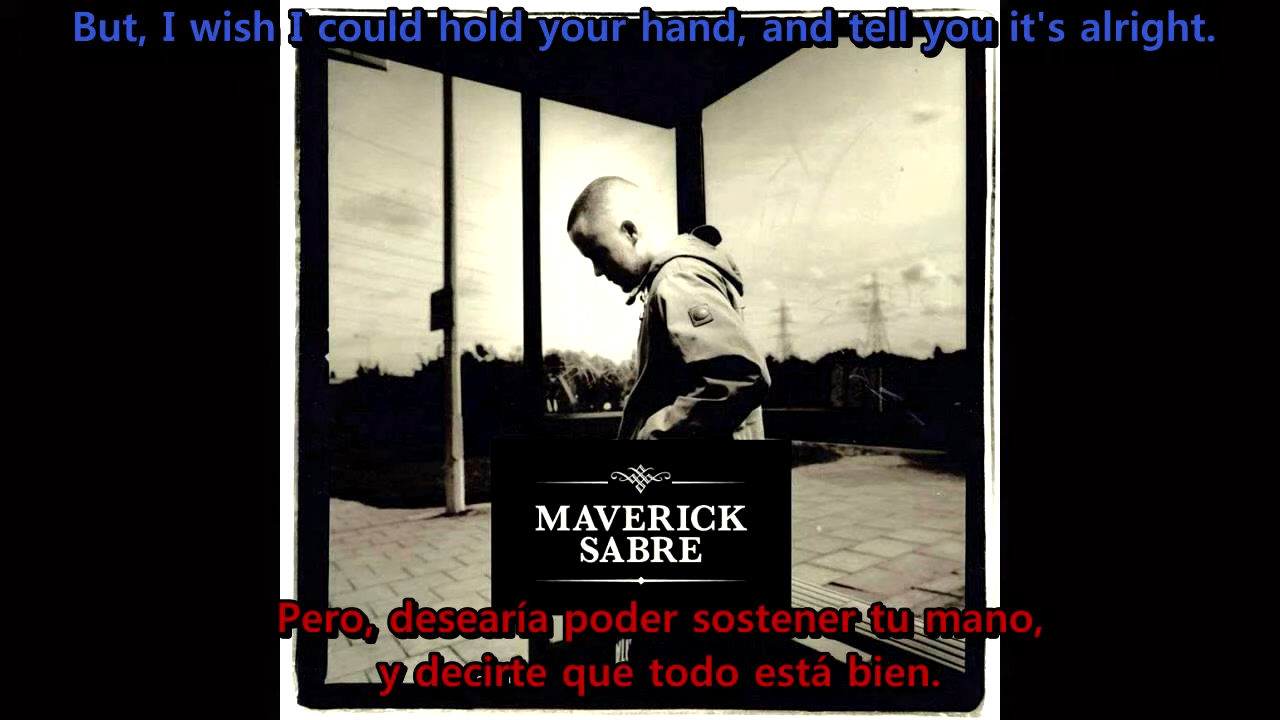 But, I wish I could hold your hand, and tell you it's alright.
MAVERICK
SABRE
Pero, desearía poder sostener tu mano,
y decirte que todo está bien.